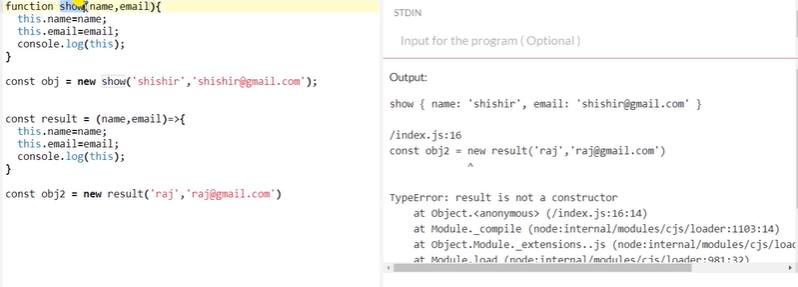 function show(name,email){
this.name=name;
this.email=email;
console.log(this);
}
const obj = new show('shishir','shishir@gmail.com');
const result = (name,email)=>{
this.name=name;
this.email=email;
console.log(this);
}
const obj2 = new result('raj','raj@gmail.com')
STDIN
Input for the program ( Optional )
Output:
show { name: 'shishir', email: 'shishir@gmail.com' }
/index.js:16
const obj2 = new result('raj','raj@gmail.com')
^
TypeError: result is not a constructor
at Object.<anonymous> (/index.js:16:14)
at Module._compile (node:internal/modules/cjs/loader:1103:14)
at Object.Module._extensions..js (node:internal/modules/cjs/loac
at Module.load (node:internal/modules/cjs/loader:981:32)